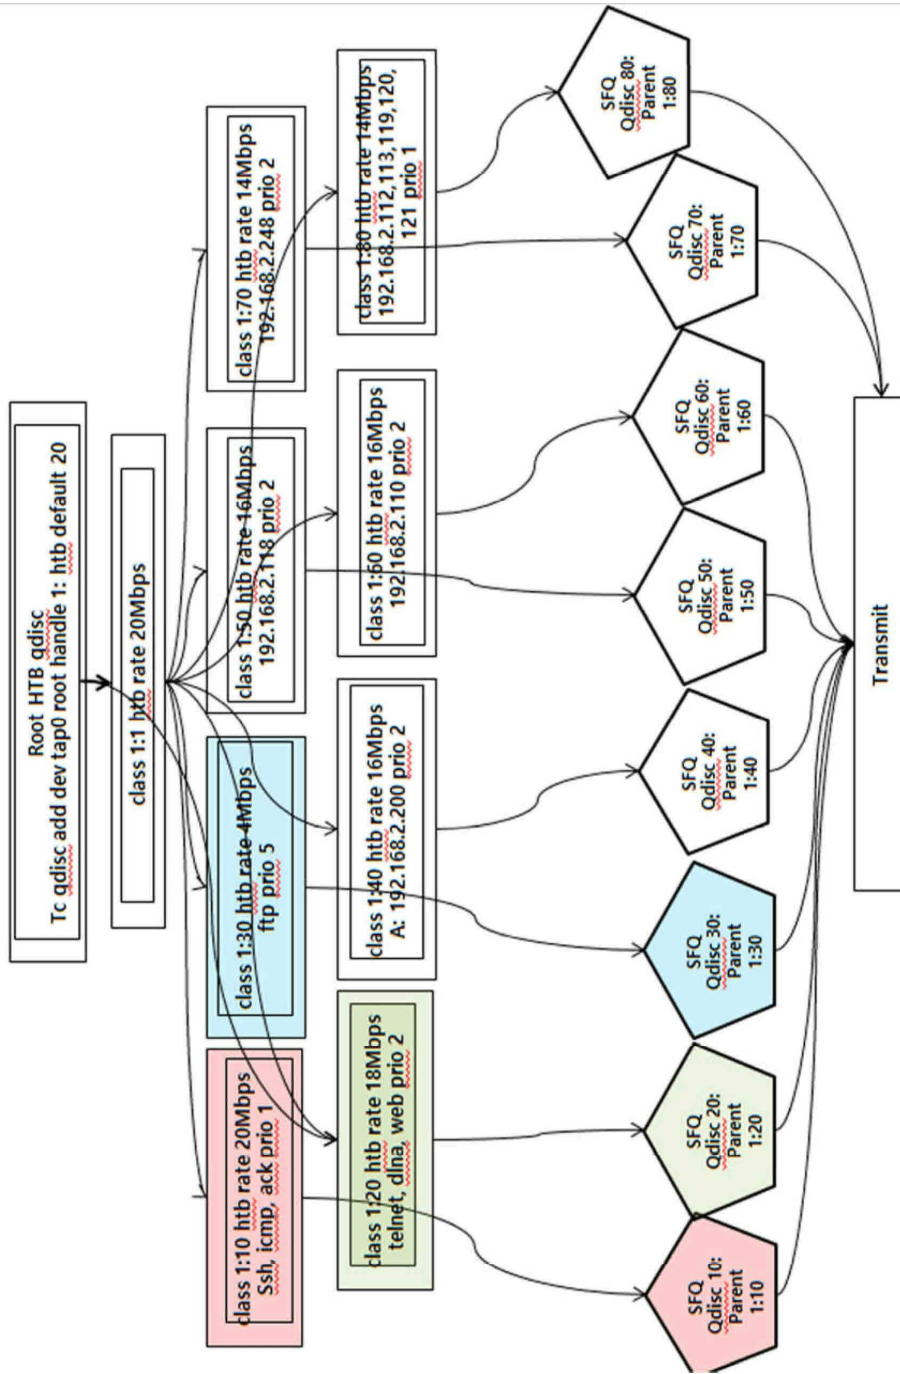 Root HTB qdisc
Tc qdisc add dev tap0 root handle 1: htb default 20
class 1:1 htb rate 20Mbps
class 1:10 htb rate 20Mbps
Ssh, icmp, ack prio 1
class 1:30 htb rate 4Mbps
ftp prio 5
class 1:50 htb rate 16Mbps
192.168.2.118 prio 2
class 1:70 htb rate 14Mbps
192.168.2.248 prio 2
class 1:20 htb rate 18Mbps
telnet, dlna, web prio 2
class 1:40 htb rate 16Mbps
A: 192.168.2.200 prio 2
class 1:60 htb rate 16Mbps
192.168.2.110 prio 2
class 1:80 htb rate 14Mbps
192.168.2.112,113,119,120,
121 prio 1
SFQ
Qdisc 10:
Parent
1:10
SFQ
Qdisc 20:
Parent
1:20
SFQ
Qdisc 30:
Parent
1:30
SFQ
Qdisc 40:
Parent
1:40
SFQ
Qdisc 50:
Parent
1:50
SFQ
Qdisc 60:
Parent
1:60
SFQ
Qdisc 70:
Parent
1:70
SFQ
Qdisc 80:
Parent
1:80
Transmit